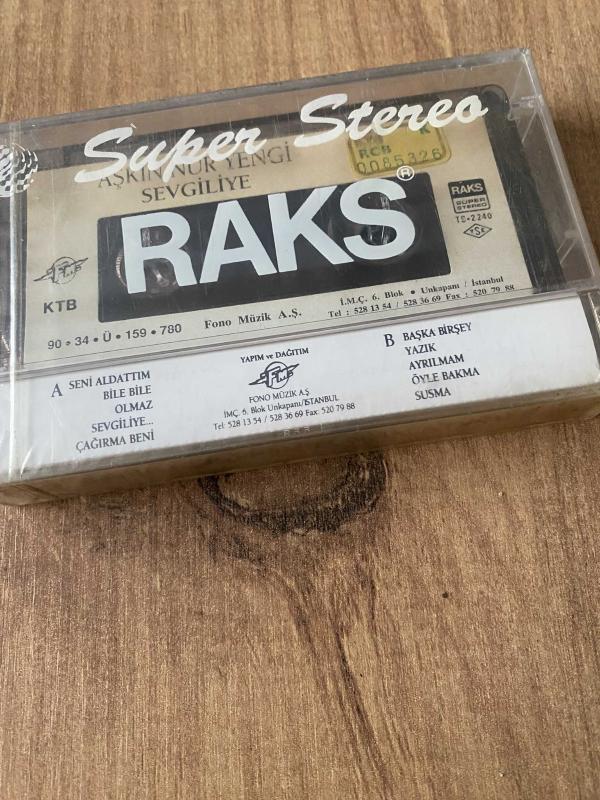 Super Stereo
AŞKIN NUR YENGİ
SEVGİLİYE
RCB K
0085326
RAKS®
RAKS
SUPER
STEREO
TS-2240
TSE
KTB
90 • 34 • Ü • 159 • 780
Fono Müzik A.Ş.
İ.M.Ç. 6. Blok • Unkapanı / İstanbul
Tel : 528 13 54 / 528 36 69 Fax : 520 79 88
A SENİ ALDATTIM
BİLE BİLE
OLMAZ
SEVGİLİYE...
ÇAĞIRMA BENİ
YAPIM ve DAĞITIM
FONO MÜZİK A.Ş
İMÇ. 6. Blok Unkapanı/İSTANBUL
Tel: 528 13 54 / 528 36 69 Fax: 520 79 88
B BAŞKA BİRŞEY
YAZIK
AYRILMAM
ÖYLE BAKMA
SUSMA